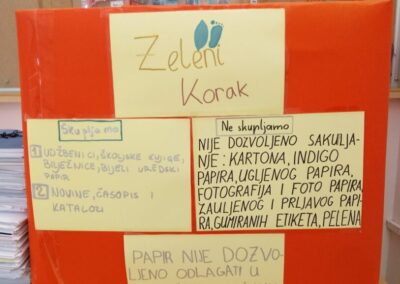 Zeleni
Korak
Skupljamo
1 UDŽBENICI, ŠKOLSKE KNJIGE,
BILJEŽNICE, BIJELI UREDSKI
PAPIR
2 NOVINE, ČASOPIS I
KATALOZI
Ne skupljamo
NIJE DOZVOLJENO SAKULJA-
NJE: KARTONA, INDIGO
PAPIRA, UGLJENOG PAPIRA,
FOTOGRAFIJA I FOTO PAPIRA,
ZAULJENOG I PRLJAVOG PAPI-
RA, GUMIRANIH ETIKETA, PELENA
PAPIR NIJE DOZVO-
LJENO ODLAGATI U